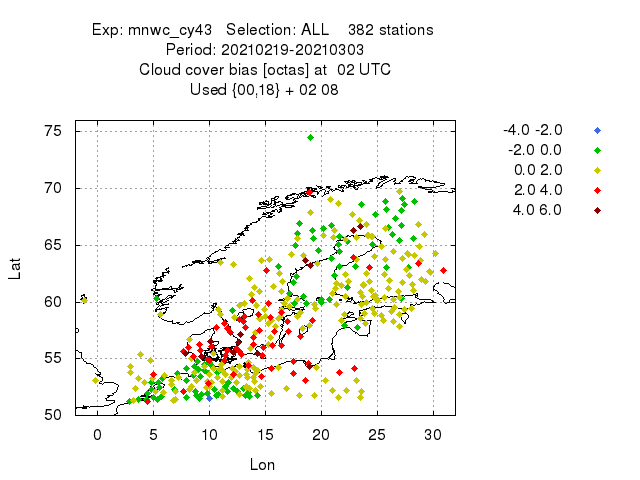 Exp: mnwc_cy43 Selection: ALL 382 stations
Period: 20210219-20210303
Cloud cover bias [octas] at 02 UTC
Used {00,18} + 02 08
-4.0 -2.0
-2.0 0.0
0.0 2.0
2.0 4.0
4.0 6.0
Lat
75
70
65
60
55
50
0 5 10 15 20 25 30
Lon